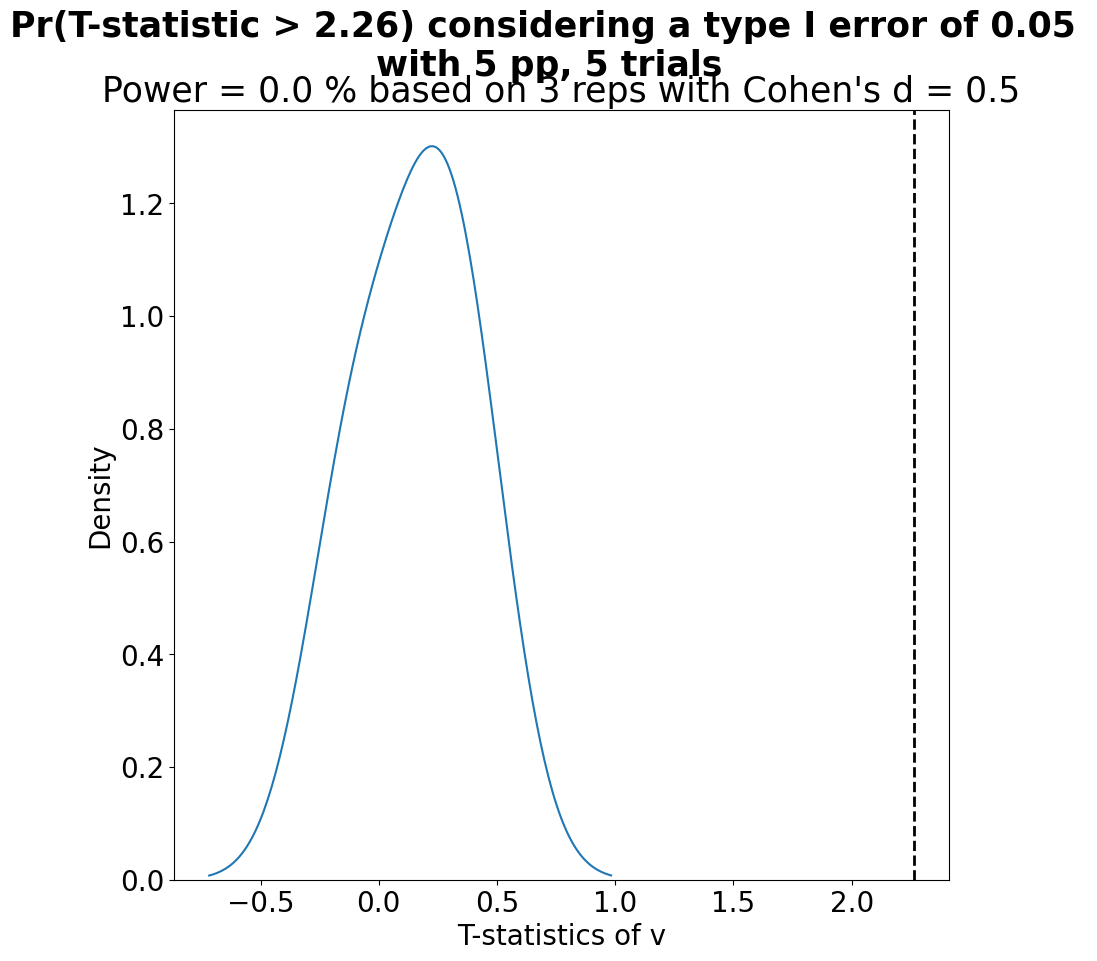 Pr(T-statistic > 2.26) considering a type I error of 0.05
with 5 pp, 5 trials
Power = 0.0 % based on 3 reps with Cohen's d = 0.5
1.2
1.0
0.8
0.6
0.4
0.2
0.0
Density
−0.5 0.0 0.5 1.0 1.5 2.0
T-statistics of v